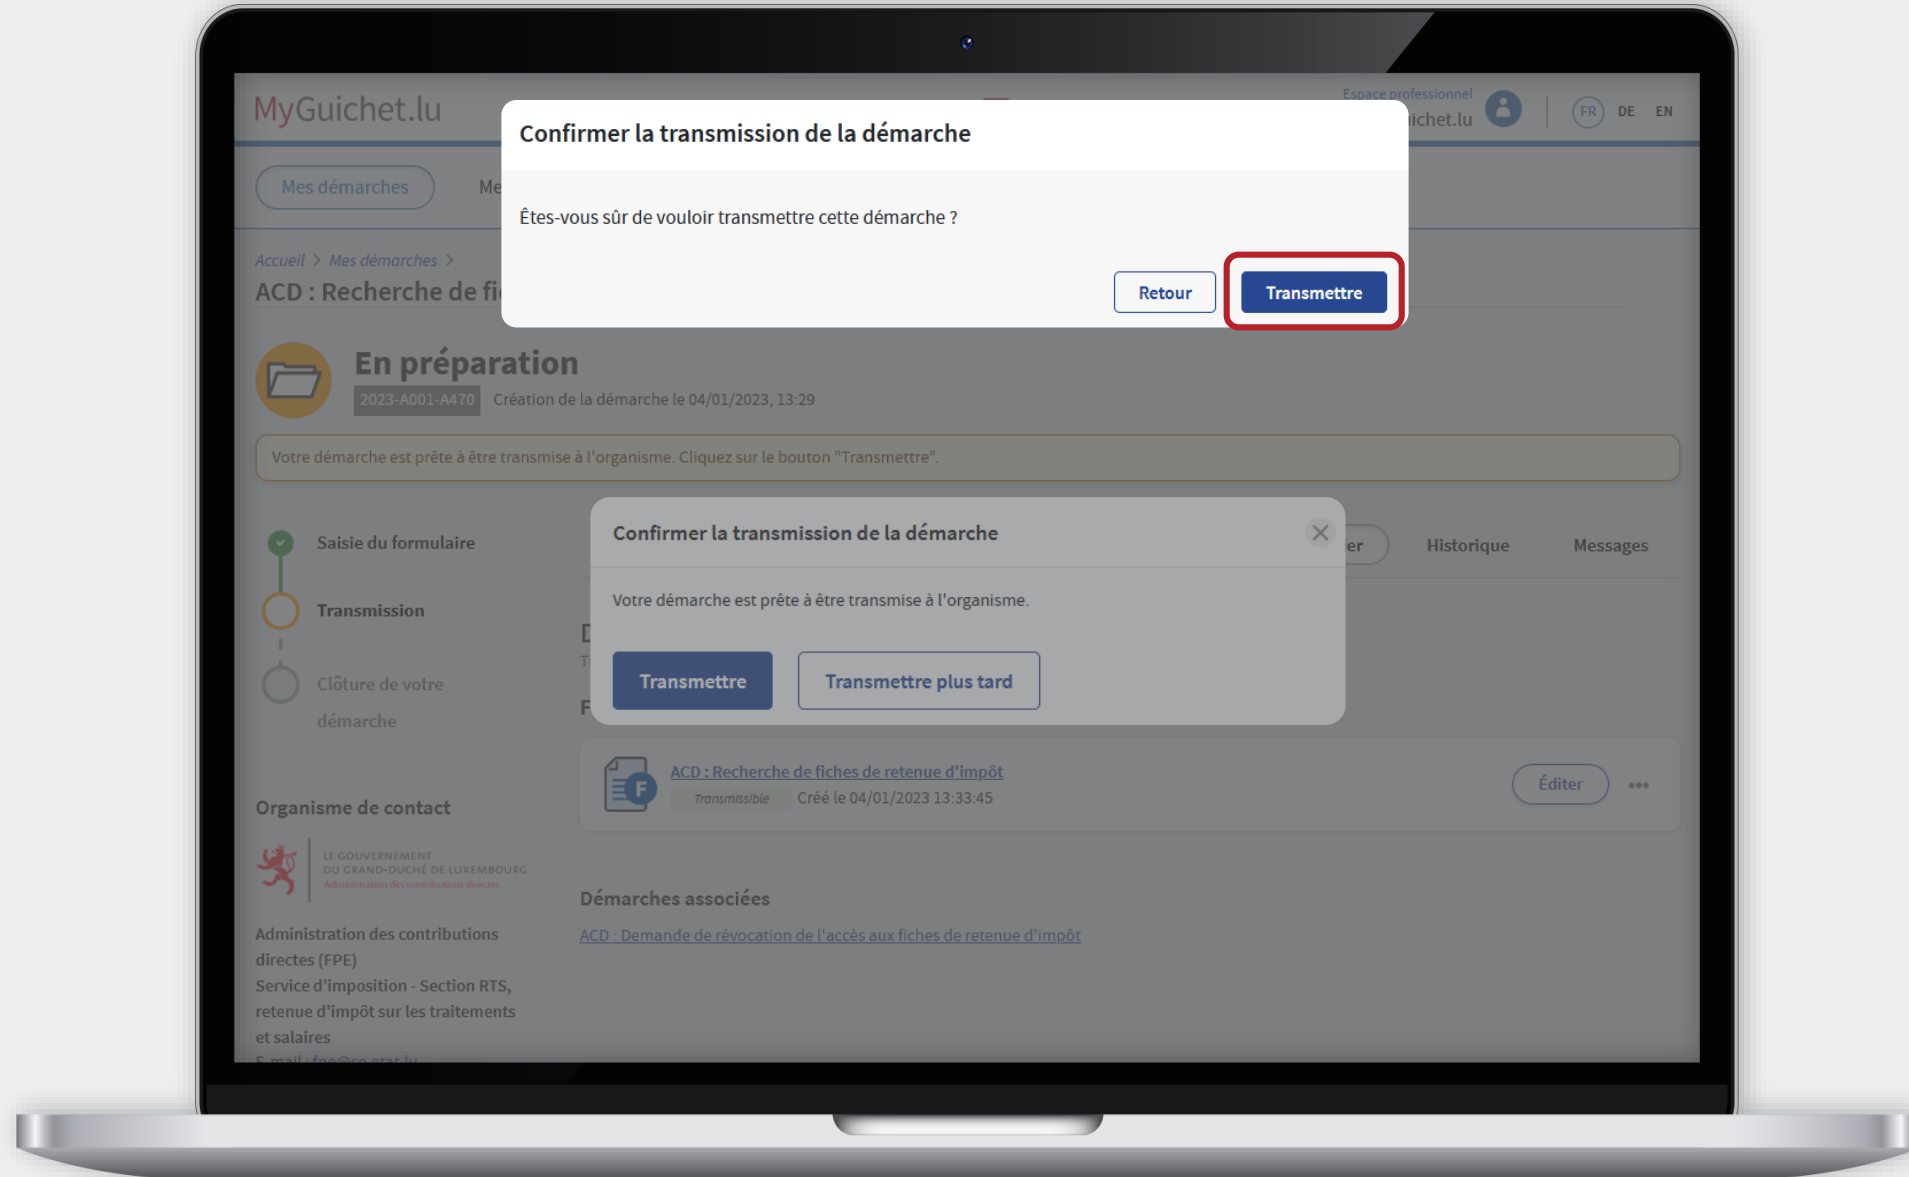 MyGuichet.lu
Espace professionnel
ichet.lu
FR DE EN
Confirmer la transmission de la démarche
Êtes-vous sûr de vouloir transmettre cette démarche ?
Retour Transmettre
Mes démarches Me
Accueil > Mes démarches >
ACD : Recherche de fi
En préparation
2023-A001-A470 Création de la démarche le 04/01/2023, 13:29
Votre démarche est prête à être transmise à l'organisme. Cliquez sur le bouton "Transmettre".
Saisie du formulaire
Transmission
Clôture de votre
démarche
Confirmer la transmission de la démarche
Votre démarche est prête à être transmise à l'organisme.
Transmettre Transmettre plus tard
er Historique Messages
F
ACD : Recherche de fiches de retenue d'impôt
Transmissible Créé le 04/01/2023 13:33:45
Éditer
Organisme de contact
LE GOUVERNEMENT
DU GRAND-DUCHÉ DE LUXEMBOURG
Administration des contributions directes
Administration des contributions
directes (FPE)
Service d'imposition - Section RTS,
retenue d'impôt sur les traitements
et salaires
E-mail : fpe@co.etat.lu
Démarches associées
ACD : Demande de révocation de l'accès aux fiches de retenue d'impôt